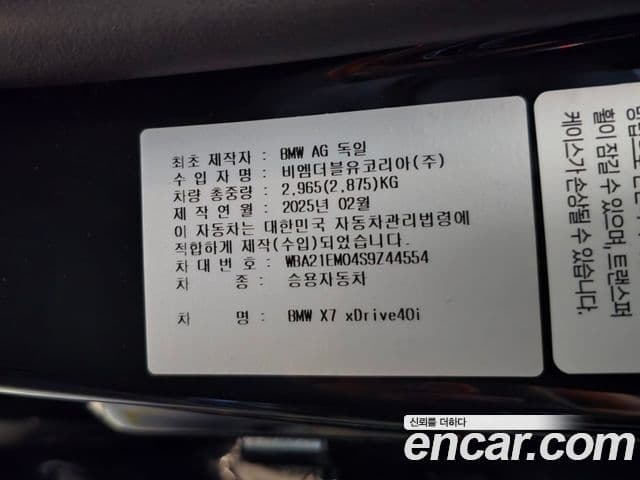 최초 제작자 : BMW AG 독일
수 입 자 명 : 비엠더블유코리아(주)
차량 총중량 : 2,965(2,875)KG
제 작 연 월 : 2025년 02월
이 자동차는 대한민국 자동차관리법령에
적합하게 제작(수입)되었습니다.
차 대 번 호 : WBA21EM04S9Z44554
차 종 : 승용자동차
차 명 : BMW X7 xDrive40i
휠이 잠길 수 있으며, 트랜스퍼
케이스가 손상될 수 있습니다.
신뢰를 더하다
encar.com